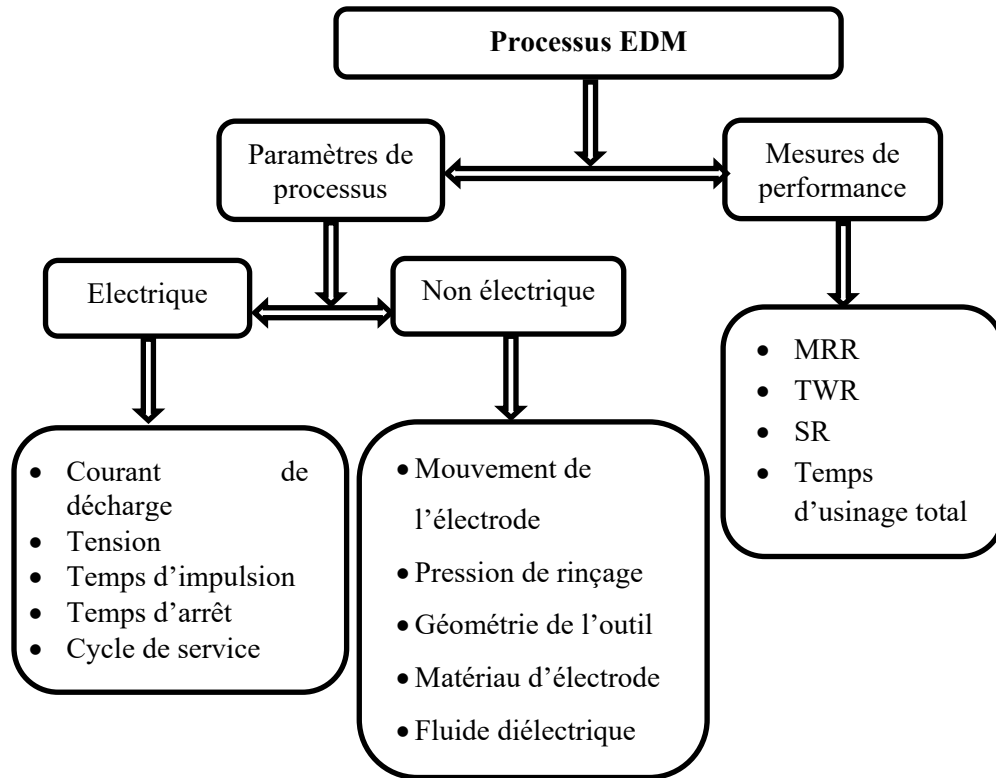 Processus EDM
Paramètres de
processus
Mesures de
performance
Electrique
Non électrique
• Courant de
décharge
• Tension
• Temps d’impulsion
• Temps d’arrêt
• Cycle de service
• Mouvement de
l’électrode
• Pression de rinçage
• Géométrie de l’outil
• Matériau d’électrode
• Fluide diélectrique
• MRR
• TWR
• SR
• Temps
d’usinage total